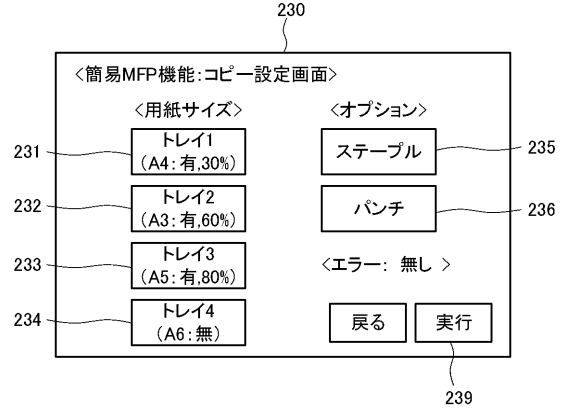 230
<簡易MFP機能:コピー設定画面>
<用紙サイズ>
<オプション>
231
トレイ1
(A4:有,30%)
ステープル
235
232
トレイ2
(A3:有,60%)
パンチ
236
233
トレイ3
(A5:有,80%)
<エラー: 無し >
234
トレイ4
(A6:無)
戻る
実行
239